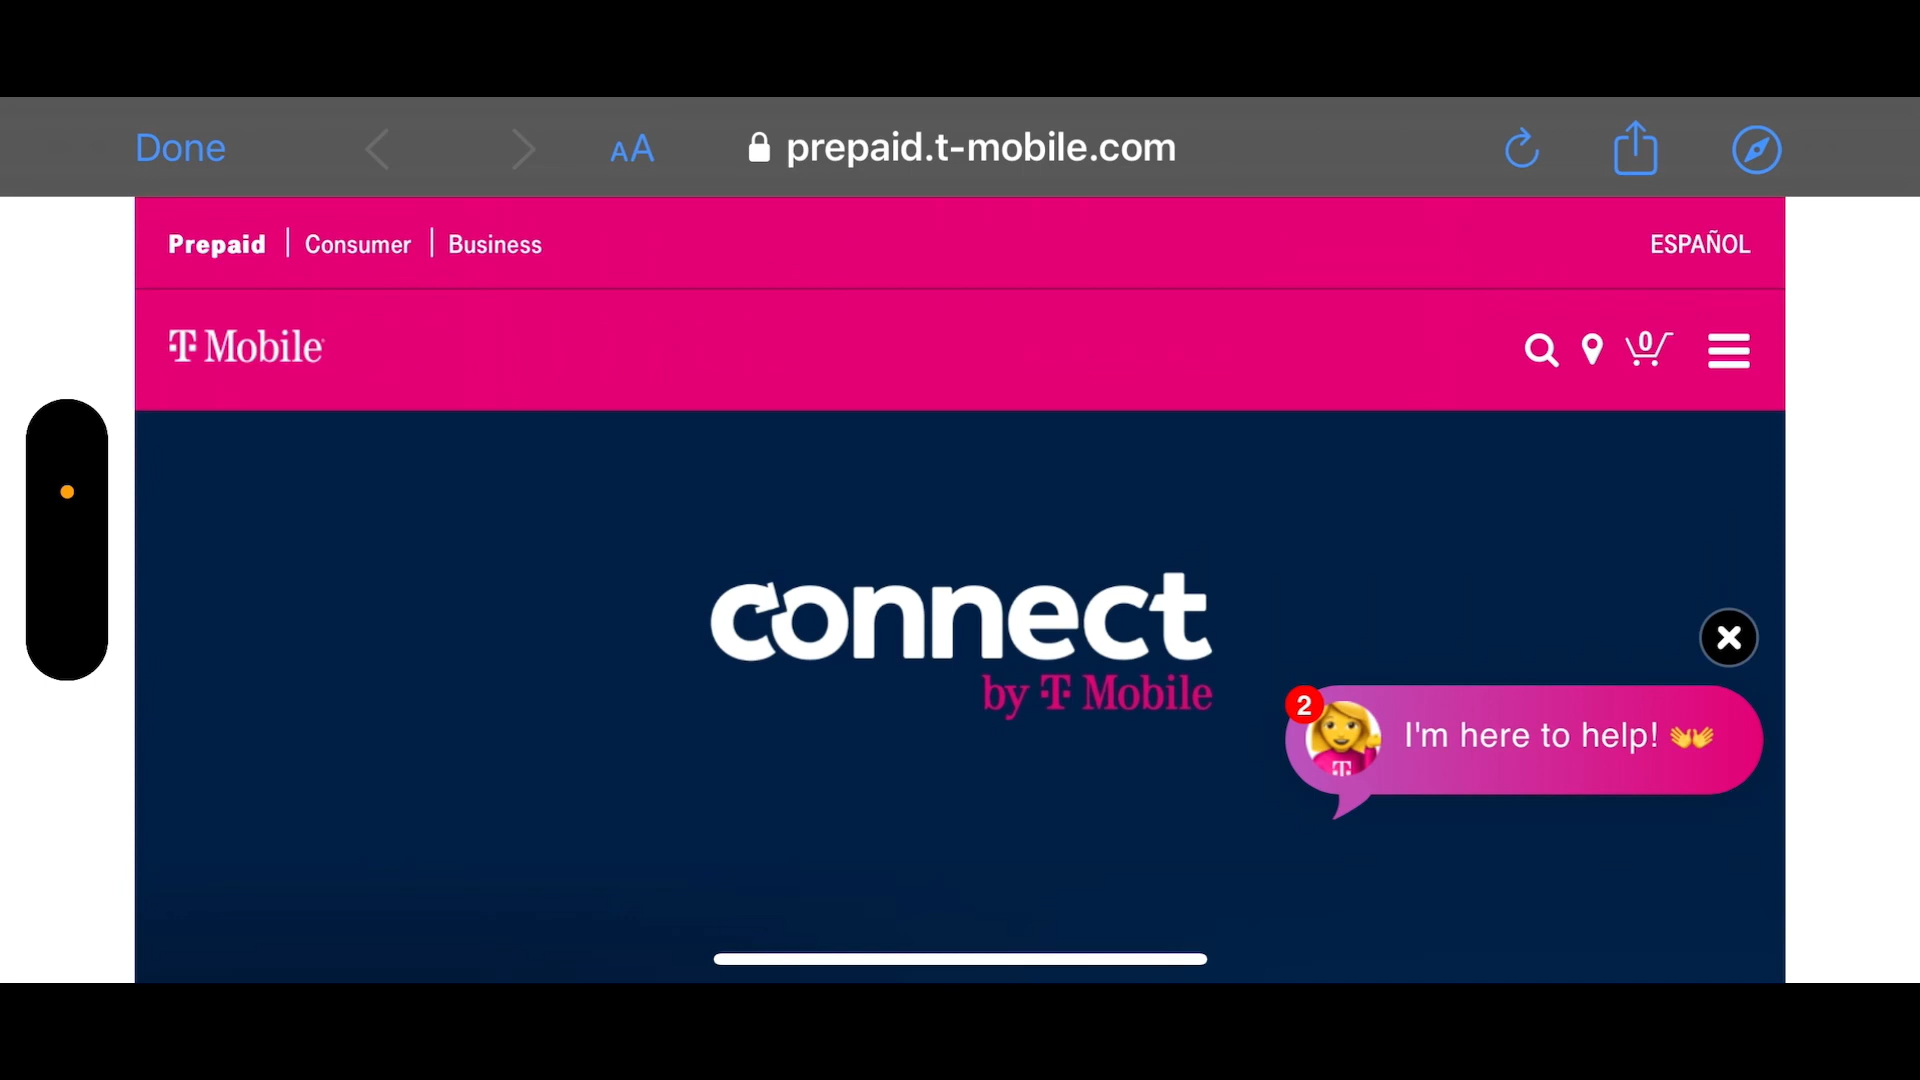 Done AA prepaid.t-mobile.com
Prepaid | Consumer | Business ESPAÑOL
T Mobile 0
connect
by T Mobile
2 I'm here to help! 👐
T